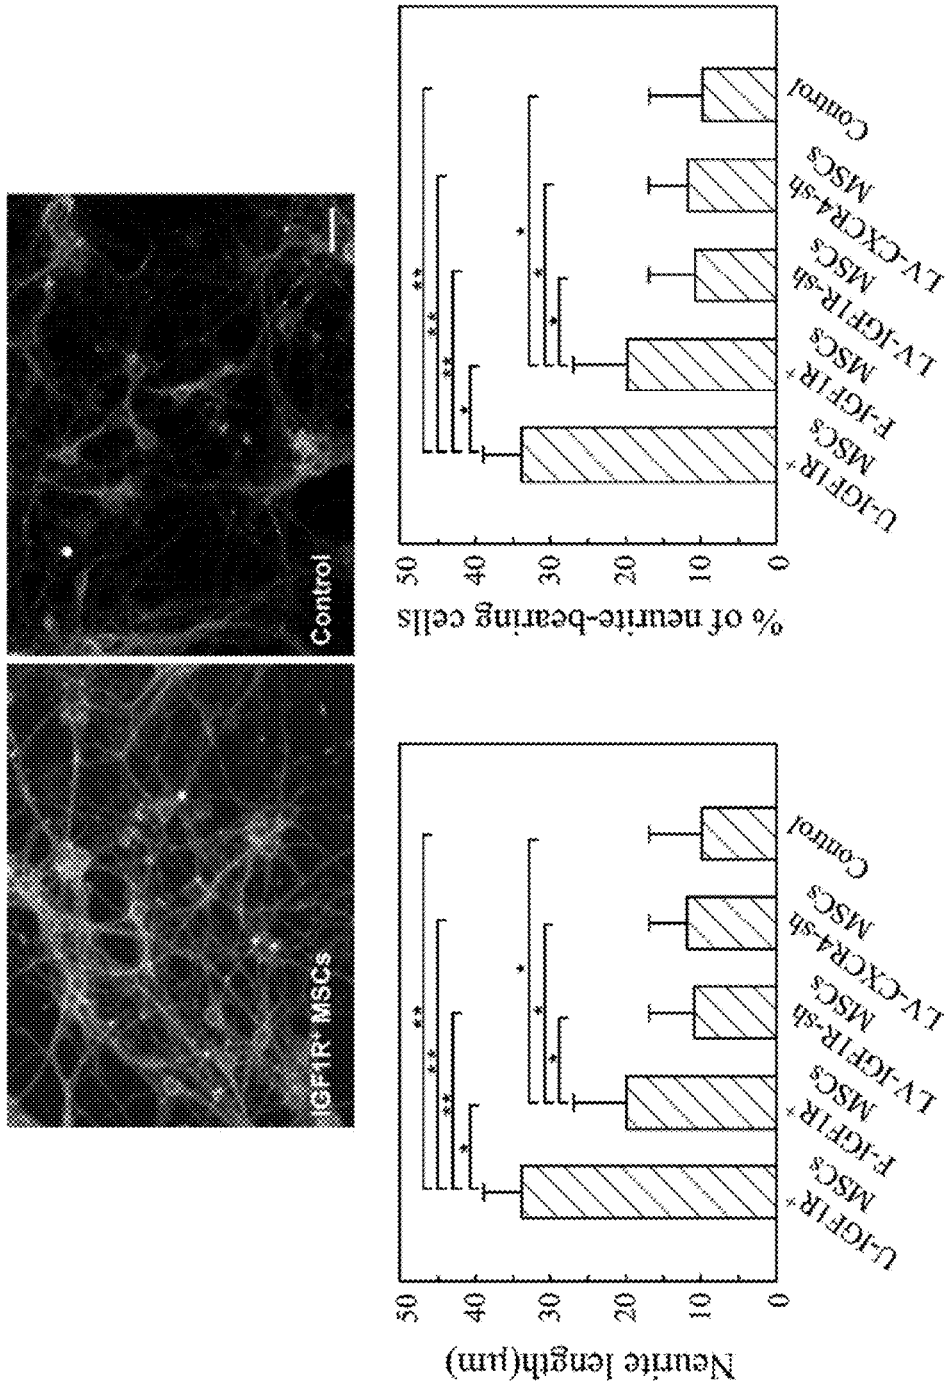 IGF1R⁺ MSCs
Control
Neurite length(μm)
50
40
30
20
10
0
U-IGF1R⁺
MSCs
F-IGF1R⁺
MSCs
LV-IGF1R-sh
MSCs
LV-CXCR4-sh
MSCs
Control
*
**
**
**
*
*
*
% of neurite-bearing cells
50
40
30
20
10
0
U-IGF1R⁺
MSCs
F-IGF1R⁺
MSCs
LV-IGF1R-sh
MSCs
LV-CXCR4-sh
MSCs
Control
*
**
**
**
*
*
*